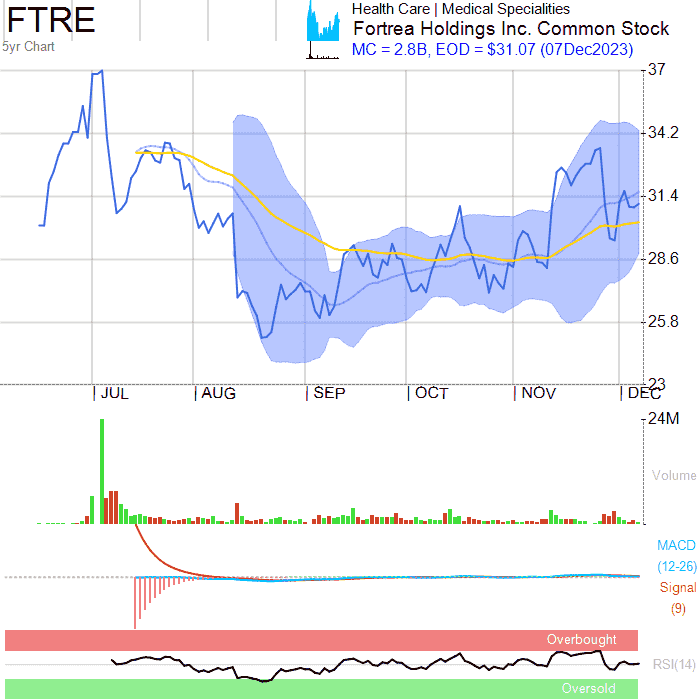 FTRE
5yr Chart
Health Care | Medical Specialities
Fortrea Holdings Inc. Common Stock
MC = 2.8B, EOD = $31.07 (07Dec2023)
37
34.2
31.4
28.6
25.8
23
JUL AUG SEP OCT NOV DEC
24M
Volume
MACD
(12-26)
Signal
(9)
Overbought
RSI(14)
Oversold